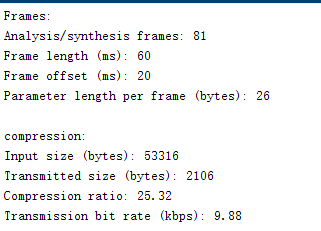 Frames:
Analysis/synthesis frames: 81
Frame length (ms): 60
Frame offset (ms): 20
Parameter length per frame (bytes): 26
compression:
Input size (bytes): 53316
Transmitted size (bytes): 2106
Compression ratio: 25.32
Transmission bit rate (kbps): 9.88